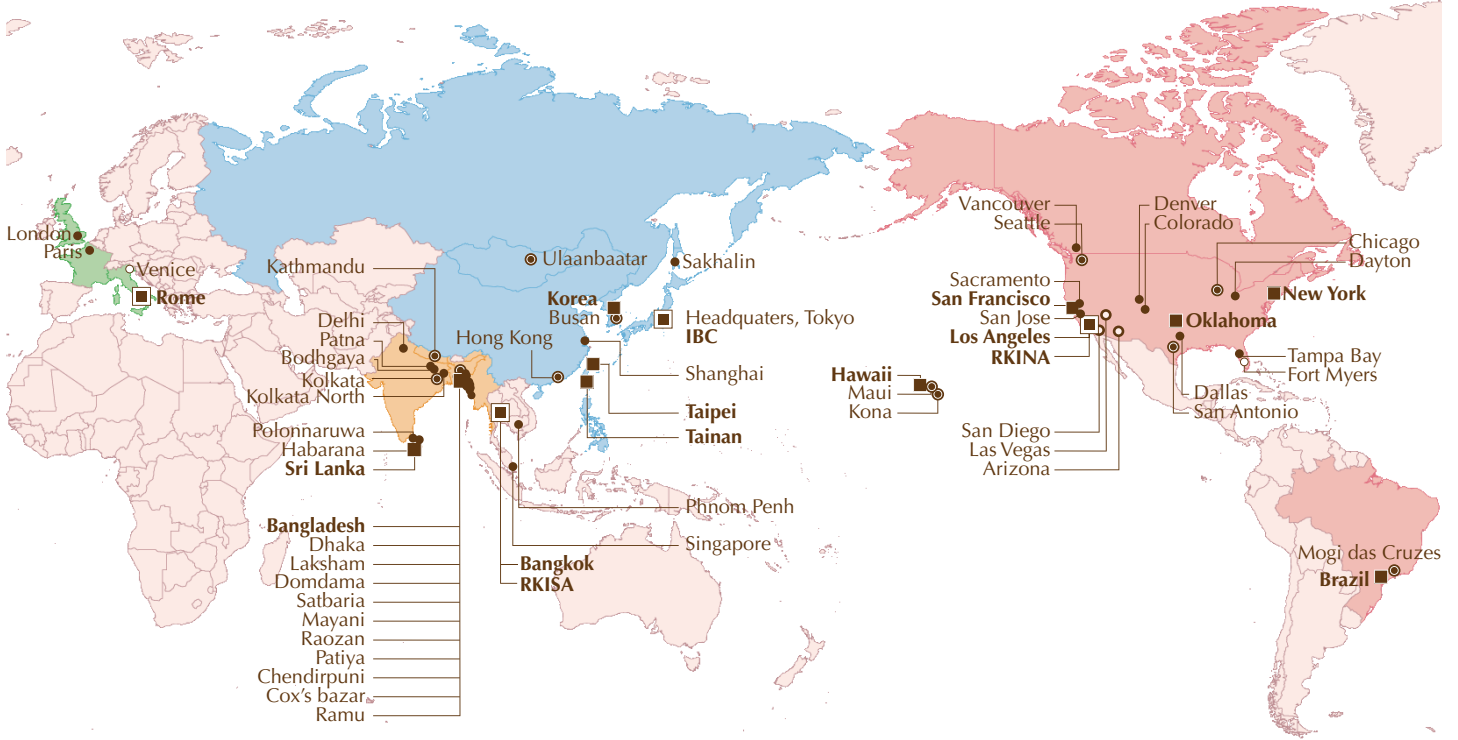 London
Paris
Venice
Rome
Kathmandu
Delhi
Patna
Bodhgaya
Kolkata
Kolkata North
Polonnaruwa
Habarana
Sri Lanka
Bangladesh
Dhaka
Laksham
Domdama
Satbaria
Mayani
Raozan
Patiya
Chendirpuni
Cox's bazar
Ramu
Ulaanbaatar
Sakhalin
Korea
Busan
Headquaters, Tokyo
IBC
Hong Kong
Shanghai
Taipei
Tainan
Phnom Penh
Singapore
Bangkok
RKISA
Hawaii
Maui
Kona
Vancouver
Seattle
Denver
Colorado
Chicago
Dayton
Sacramento
San Francisco
San Jose
Los Angeles
RKINA
New York
Oklahoma
Tampa Bay
Fort Myers
Dallas
San Antonio
San Diego
Las Vegas
Arizona
Mogi das Cruzes
Brazil